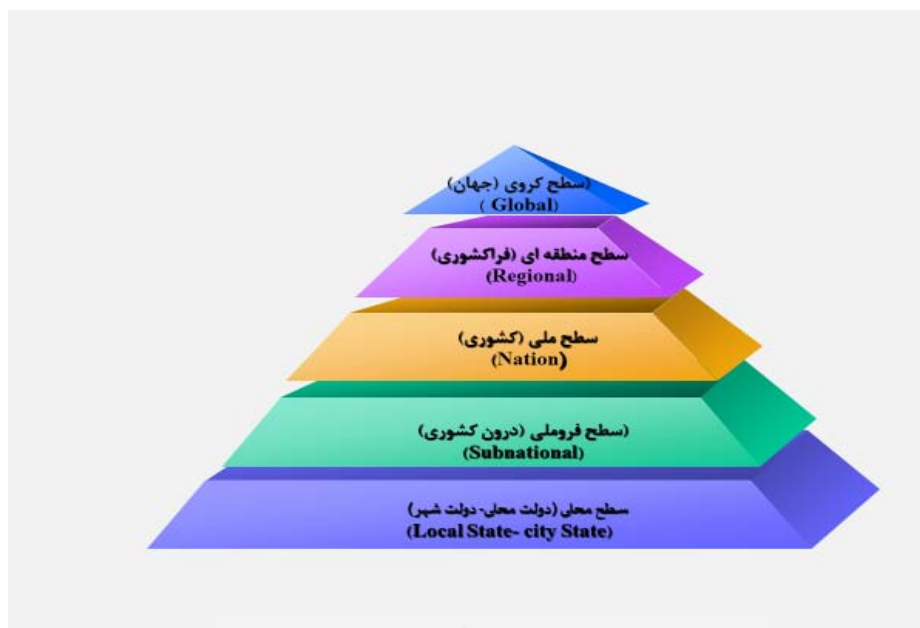 (سطح کروی (جهان)
( Global)
سطح منطقه ای (فراکشوری)
(Regional)
سطح ملی (کشوری)
(Nation)
(سطح فروملی (درون کشوری)
(Subnational)
سطح محلی (دولت محلی- دولت شهر)
(Local State- city State)